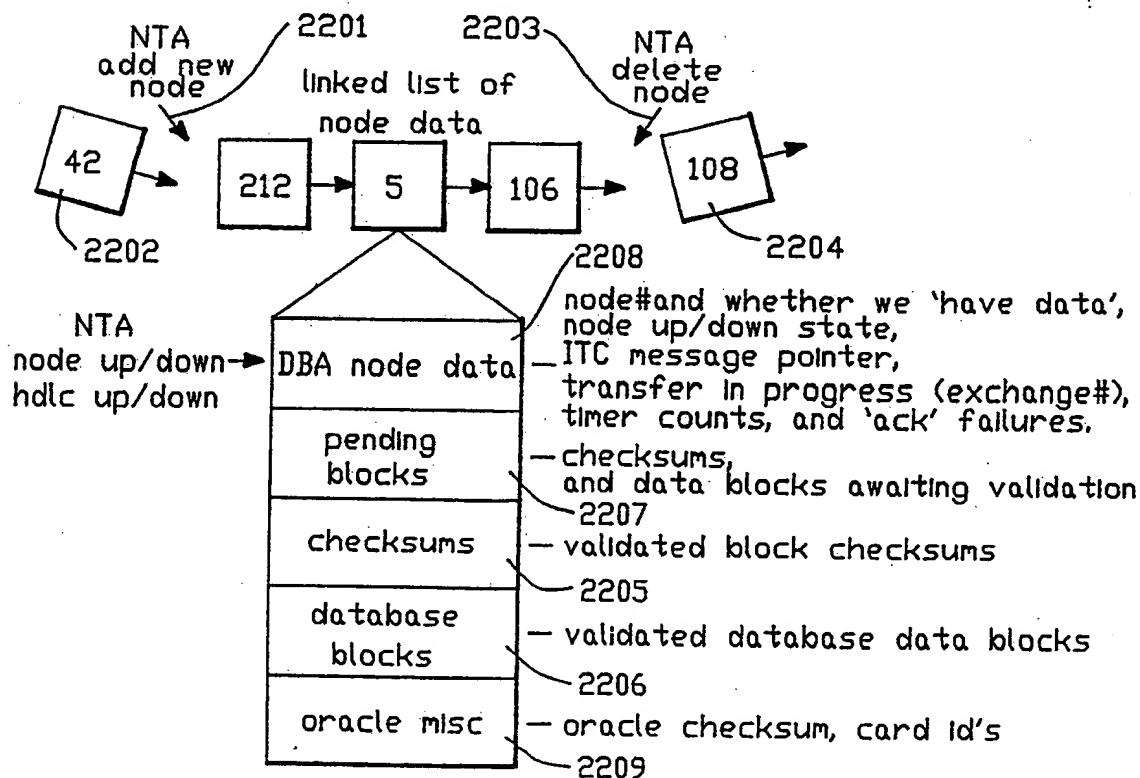 2201
NTA
add new
node
2203
NTA
delete
node
linked list of
node data
42
212
5
106
108
2202
2204
2208
NTA
node up/down
hdlc up/down
DBA node data
node#and whether we 'have data',
node up/down state,
ITC message pointer,
transfer in progress (exchange#),
timer counts, and 'ack' failures.
pending
blocks
checksums,
and data blocks awaiting validation
2207
checksums
validated block checksums
2205
database
blocks
validated database data blocks
2206
oracle misc
oracle checksum, card id's
2209